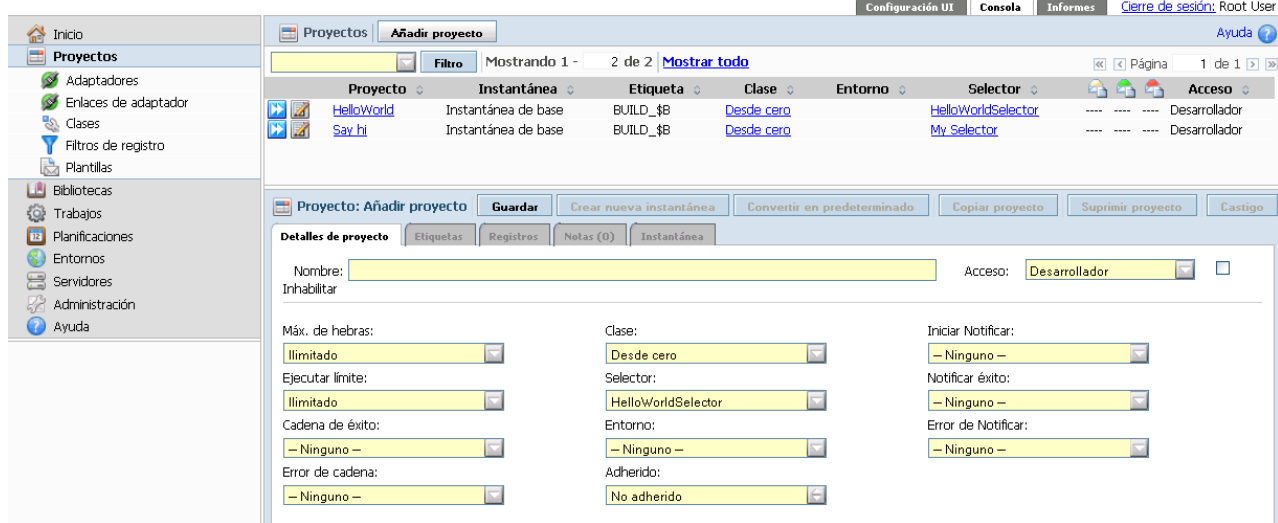 Configuración UI Consola Informes Cierre de sesión: Root User
Inicio
Proyectos
Adaptadores
Enlaces de adaptador
Clases
Filtros de registro
Plantillas
Bibliotecas
Trabajos
Planificaciones
Entornos
Servidores
Administración
Ayuda
Proyectos Añadir proyecto Ayuda
Filtro Mostrando 1 - 2 de 2 Mostrar todo Página 1 de 1
Proyecto Instantánea Etiqueta Clase Entorno Selector Acceso
HelloWorld Instantánea de base BUILD_$B Desde cero HelloWorldSelector ---- ---- ---- Desarrollador
Say hi Instantánea de base BUILD_$B Desde cero My Selector ---- ---- ---- Desarrollador
Proyecto: Añadir proyecto Guardar Crear nueva instantánea Convertir en predeterminado Copiar proyecto Suprimir proyecto Castigo
Detalles de proyecto Etiquetas Registros Notas (0) Instantánea
Nombre: Acceso: Desarrollador
Inhabilitar
Máx. de hebras: Clase: Iniciar Notificar:
Ilimitado Desde cero -- Ninguno --
Ejecutar límite: Selector: Notificar éxito:
Ilimitado HelloWorldSelector -- Ninguno --
Cadena de éxito: Entorno: Error de Notificar:
-- Ninguno -- -- Ninguno -- -- Ninguno --
Error de cadena: Adherido:
-- Ninguno -- No adherido